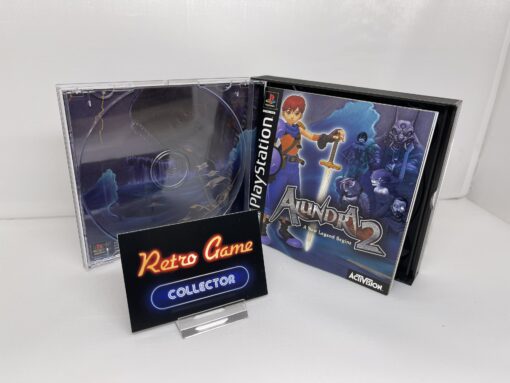 PlayStation
ALUNDRA 2
A New Legend Begins
ACTIVISION
Retro Game
COLLECTOR